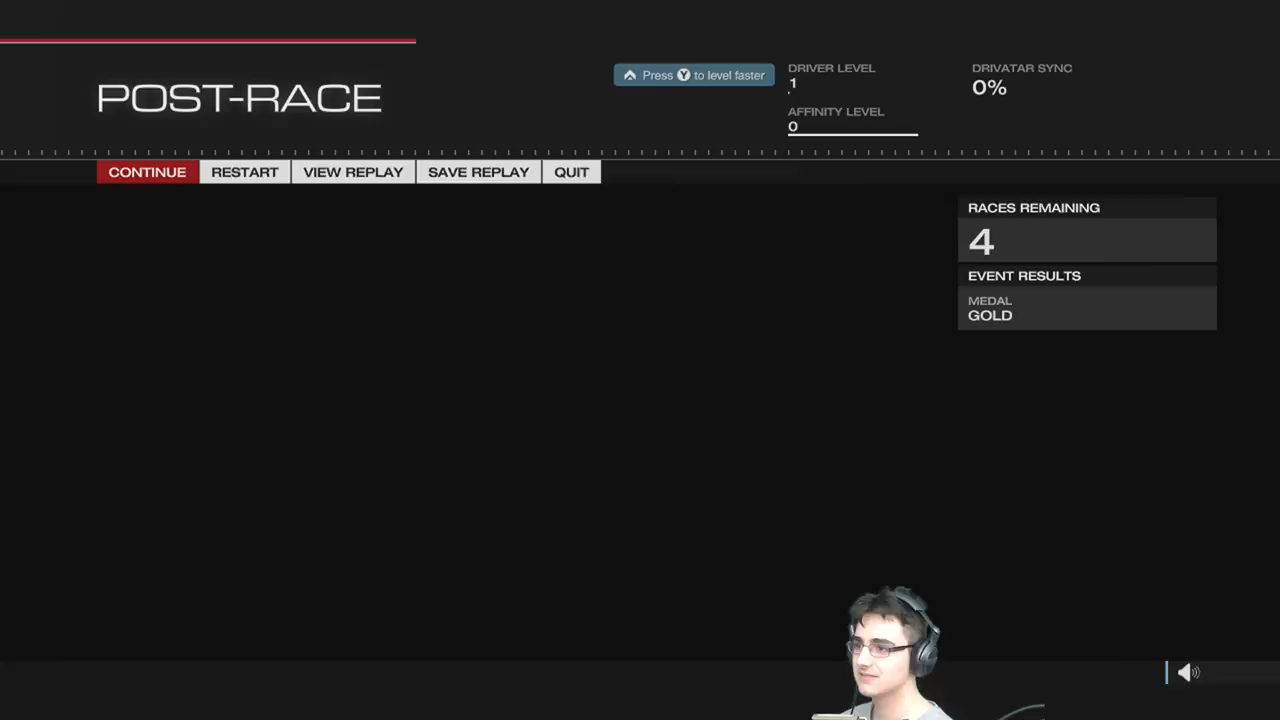 Press Y to level faster
DRIVER LEVEL
1
AFFINITY LEVEL
0
DRIVATAR SYNC
0%
POST-RACE
CONTINUE
RESTART
VIEW REPLAY
SAVE REPLAY
QUIT
RACES REMAINING
4
EVENT RESULTS
MEDAL
GOLD